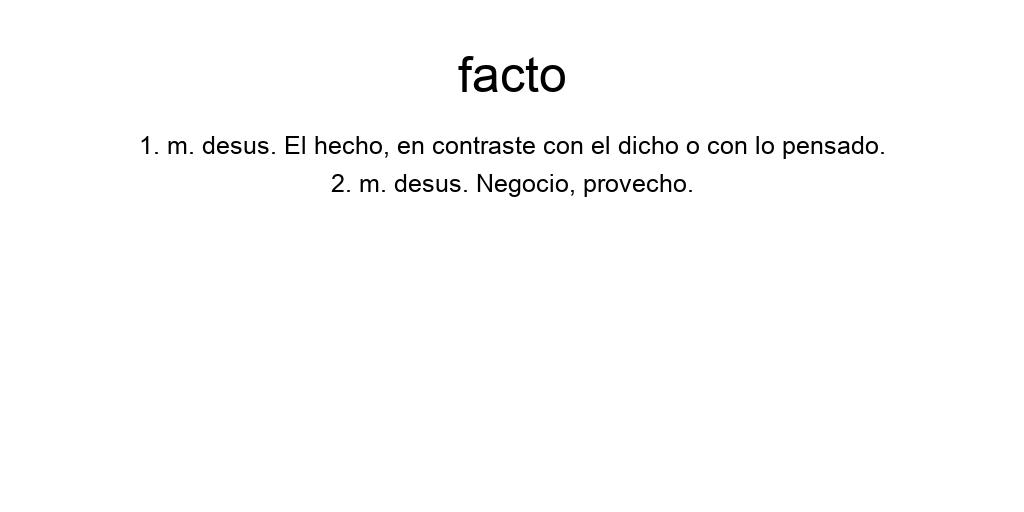 facto
1. m. desus. El hecho, en contraste con el dicho o con lo pensado.
2. m. desus. Negocio, provecho.